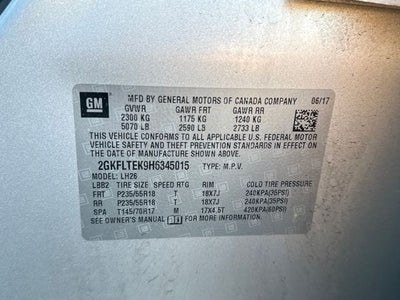 GM MFD BY GENERAL MOTORS OF CANADA COMPANY 06/17
GVWR GAWR FRT GAWR RR
2300 KG 1175 KG 1240 KG
5070 LB 2590 LB 2733 LB
THIS VEHICLE CONFORMS TO ALL APPLICABLE U.S. FEDERAL MOTOR
VEHICLE SAFETY AND THEFT PREVENTION STANDARDS IN EFFECT
ON THE DATE OF MANUFACTURE SHOWN ABOVE.
2GKFLTEK9H6345015 TYPE: M.P.V.
MODEL: LH26
LBB2 TIRE SIZE SPEED RTG RIM COLD TIRE PRESSURE
FRT P235/55R18 T 18X7J 240KPA(35PSI)
RR P235/55R18 T 18X7J 240KPA(35PSI)
SPA T145/70R17 M 17X4.5T 420KPA(60PSI)
SEE OWNER'S MANUAL FOR MORE INFORMATION.